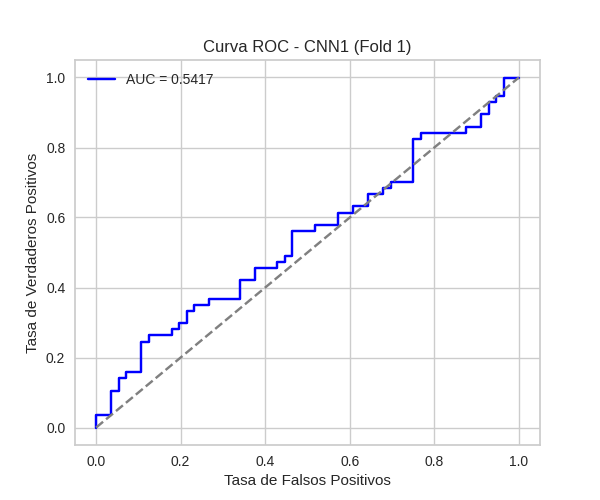 Curva ROC - CNN1 (Fold 1)
AUC = 0.5417
Tasa de Verdaderos Positivos
1.0
0.8
0.6
0.4
0.2
0.0
0.0 0.2 0.4 0.6 0.8 1.0
Tasa de Falsos Positivos